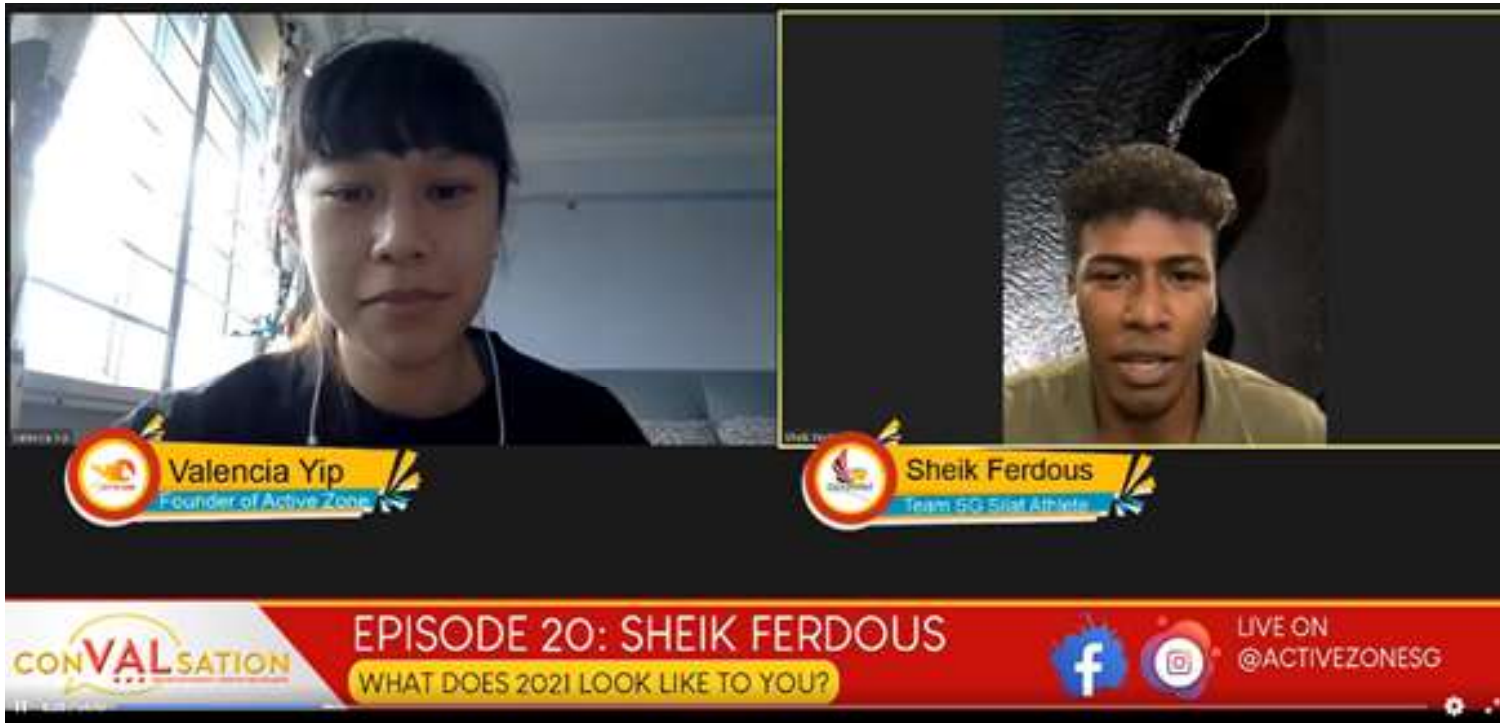 Valencia Yip
Founder of Active Zone
Sheik Ferdous
Team SG Silat Athlete
CONVALSATION
EPISODE 20: SHEIK FERDOUS
WHAT DOES 2021 LOOK LIKE TO YOU?
LIVE ON
@ACTIVEZONESG